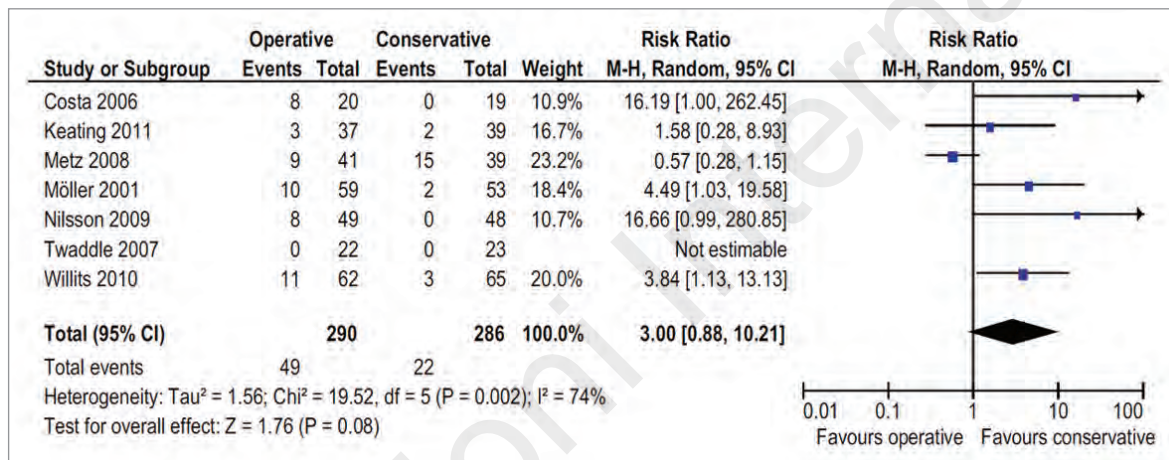 Operative Conservative Risk Ratio Risk Ratio
Study or Subgroup Events Total Events Total Weight M-H, Random, 95% CI M-H, Random, 95% CI
Costa 2006 8 20 0 19 10.9% 16.19 [1.00, 262.45]
Keating 2011 3 37 2 39 16.7% 1.58 [0.28, 8.93]
Metz 2008 9 41 15 39 23.2% 0.57 [0.28, 1.15]
Möller 2001 10 59 2 53 18.4% 4.49 [1.03, 19.58]
Nilsson 2009 8 49 0 48 10.7% 16.66 [0.99, 280.85]
Twaddle 2007 0 22 0 23 Not estimable
Willits 2010 11 62 3 65 20.0% 3.84 [1.13, 13.13]
Total (95% CI) 290 286 100.0% 3.00 [0.88, 10.21]
Total events 49 22
Heterogeneity: Tau² = 1.56; Chi² = 19.52, df = 5 (P = 0.002); I² = 74%
Test for overall effect: Z = 1.76 (P = 0.08)
0.01 0.1 1 10 100
Favours operative Favours conservative